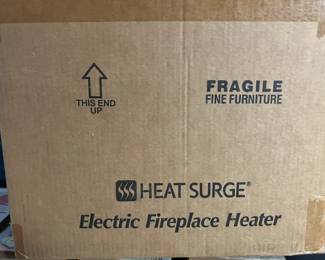 FRAGILE
FINE FURNITURE
THIS END
UP
HEAT SURGE®
Electric Fireplace Heater